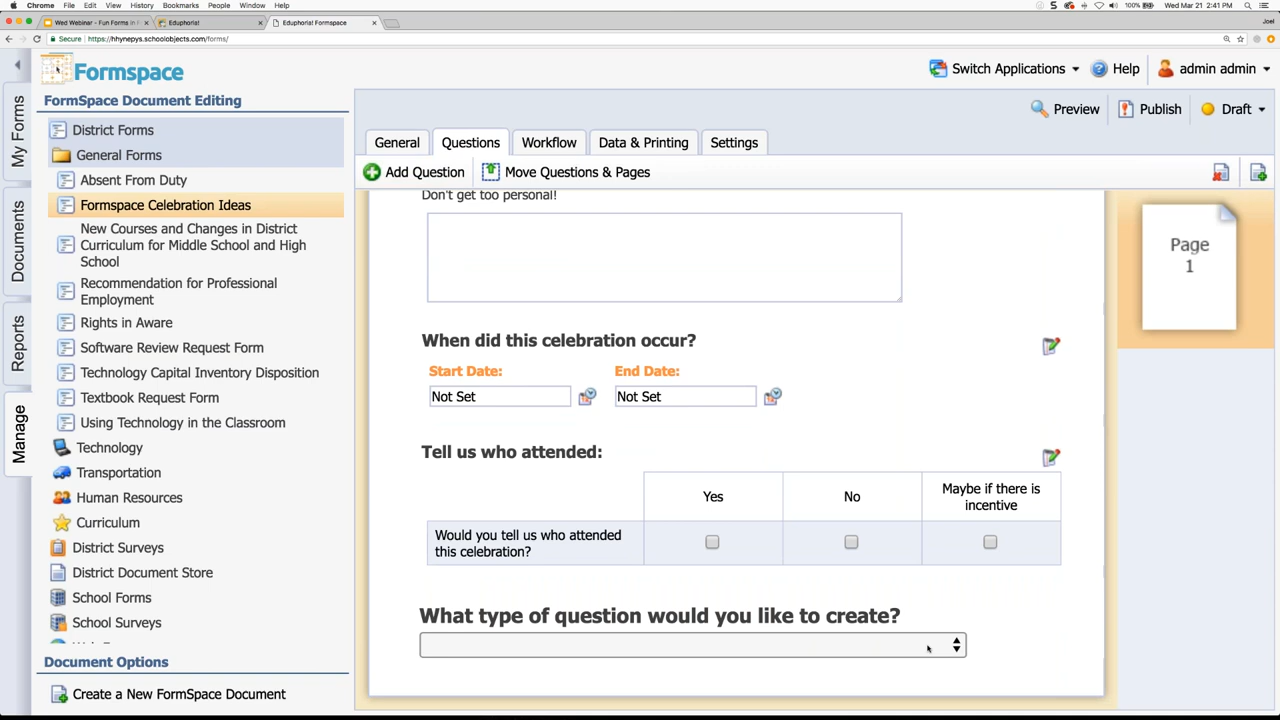 Chrome File Edit View History Bookmarks People Window Help
100% Wed Mar 21 2:41 PM
Wed Webinar - Fun Forms in
Eduphoria!
Eduphoria! Formspace
Joel
Secure https://hhynepys.schoolobjects.com/forms/
Formspace
Switch Applications
Help
admin admin
FormSpace Document Editing
Preview
Publish
Draft
My Forms
Documents
Reports
Manage
District Forms
General Forms
Absent From Duty
Formspace Celebration Ideas
New Courses and Changes in District
Curriculum for Middle School and High
School
Recommendation for Professional
Employment
Rights in Aware
Software Review Request Form
Technology Capital Inventory Disposition
Textbook Request Form
Using Technology in the Classroom
Technology
Transportation
Human Resources
Curriculum
District Surveys
District Document Store
School Forms
School Surveys
Document Options
Create a New FormSpace Document
General
Questions
Workflow
Data & Printing
Settings
Add Question
Move Questions & Pages
Don't get too personal!
When did this celebration occur?
Start Date:
End Date:
Not Set
Not Set
Tell us who attended:
Yes
No
Maybe if there is
incentive
Would you tell us who attended
this celebration?
What type of question would you like to create?
Page
1